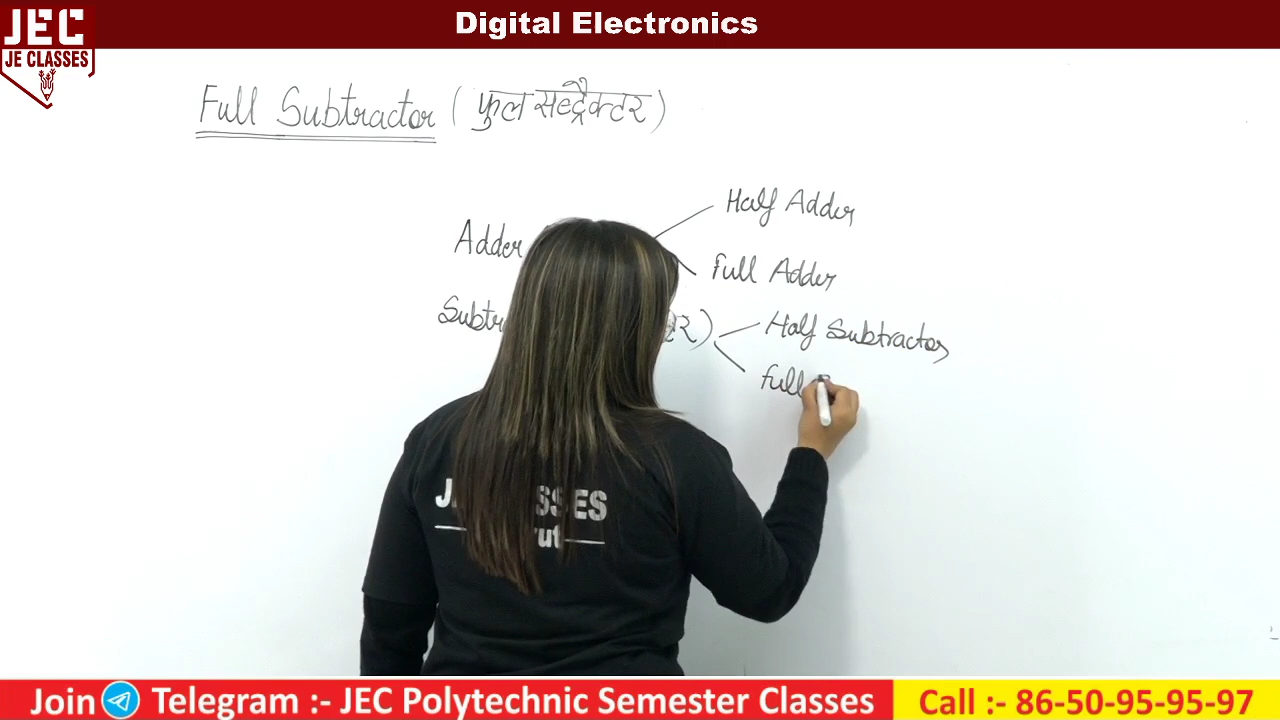 Digital Electronics
JEC
JE CLASSES
Full Subtractor (फुल सब्ट्रैक्टर)
Half Adder
Adder
Full Adder
Half Subtractor
Full
CLASSES
Join Telegram :- JEC Polytechnic Semester Classes
Call :- 86-50-95-95-97